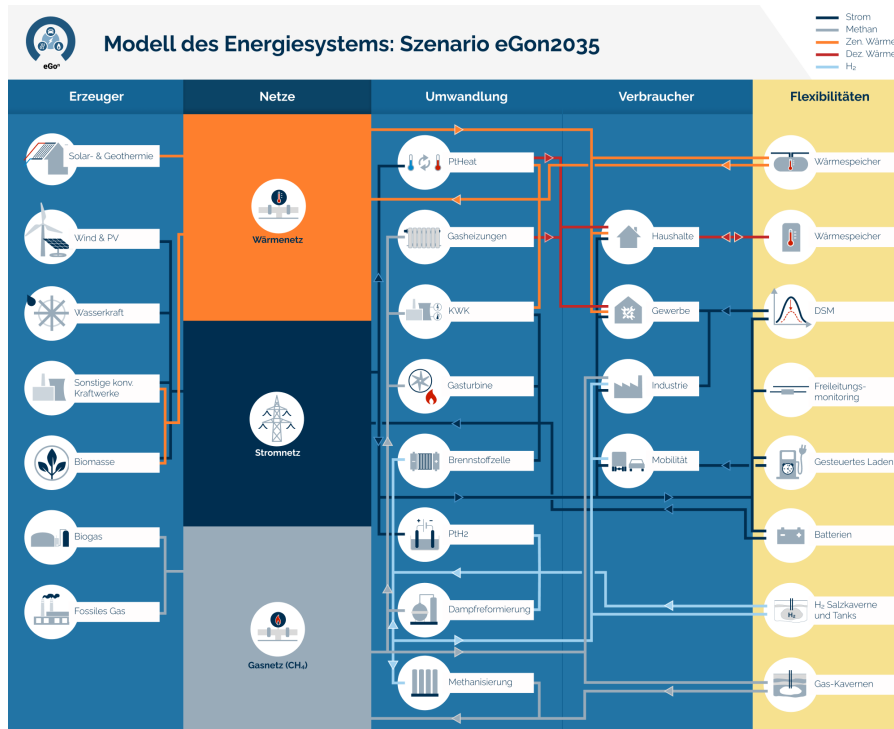 eGoⁿ
Modell des Energiesystems: Szenario eGon2035
Strom
Methan
Zen. Wärme
Dez. Wärme
H₂
Erzeuger
Netze
Umwandlung
Verbraucher
Flexibilitäten
Solar- & Geothermie
Wind & PV
Wasserkraft
Sonstige konv.
Kraftwerke
Biomasse
Biogas
Fossiles Gas
Wärmenetz
Stromnetz
Gasnetz (CH₄)
PtHeat
Gasheizungen
KWK
Gasturbine
Brennstoffzelle
PtH2
Dampfreformierung
Methanisierung
Haushalte
Gewerbe
Industrie
Mobilität
Wärmespeicher
Wärmespeicher
DSM
Freileitungs-
monitoring
Gesteuertes Laden
Batterien
H₂
H₂ Salzkaverne
und Tanks
Gas-Kavernen